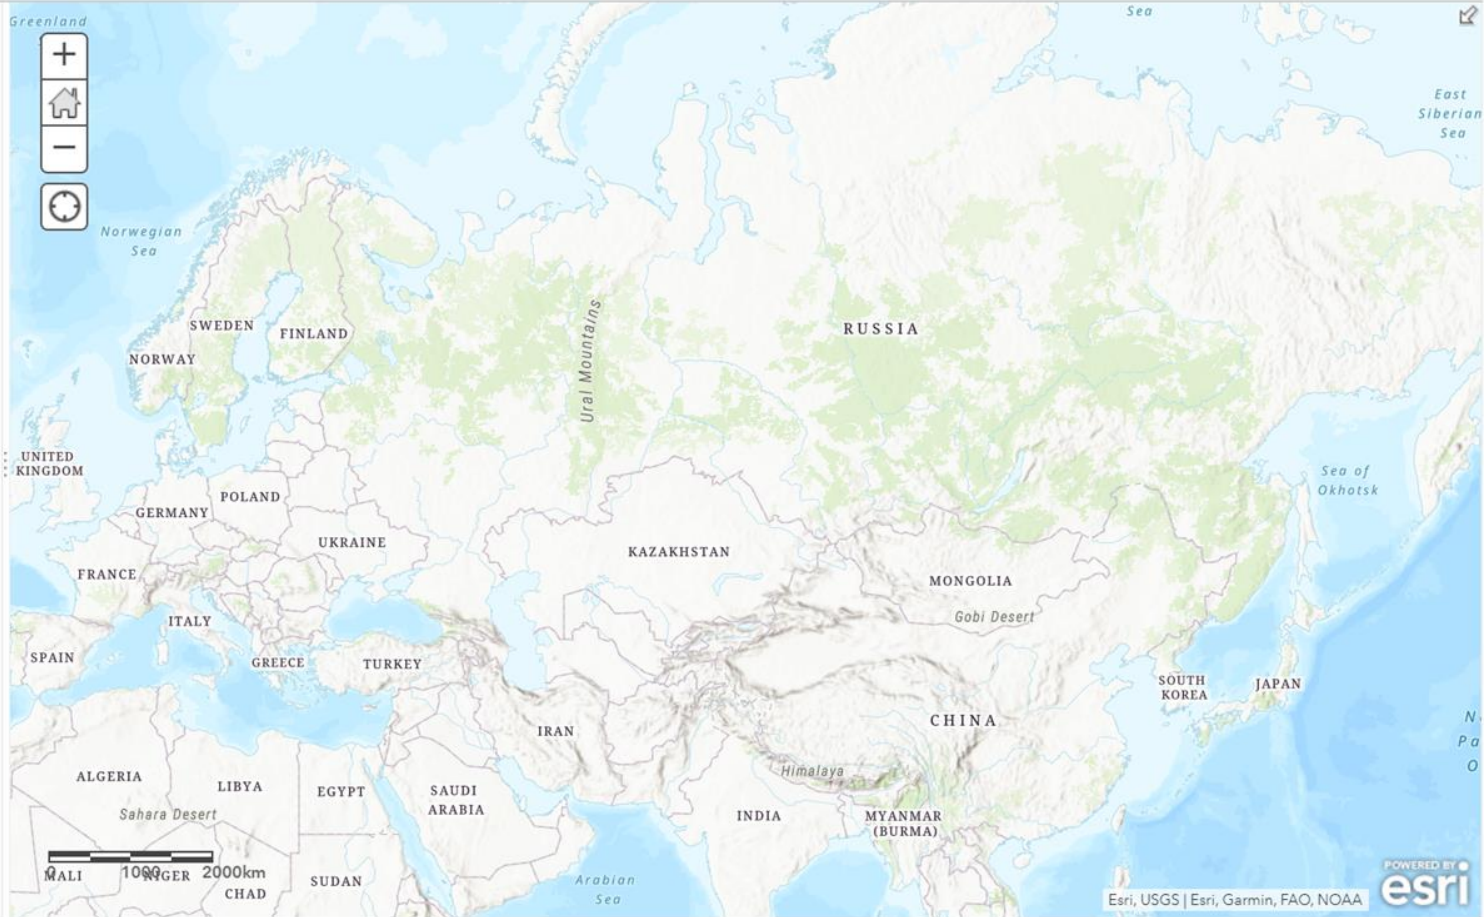 Greenland
Sea
+
−
East
Siberian
Sea
Norwegian
Sea
SWEDEN
FINLAND
NORWAY
Ural Mountains
RUSSIA
UNITED
KINGDOM
Sea of
Okhotsk
POLAND
GERMANY
UKRAINE
KAZAKHSTAN
FRANCE
MONGOLIA
Gobi Desert
ITALY
SPAIN
GREECE
TURKEY
SOUTH
KOREA
JAPAN
CHINA
IRAN
N
Pa
O
ALGERIA
LIBYA
EGYPT
SAUDI
ARABIA
Himalaya
Sahara Desert
INDIA
MYANMAR
(BURMA)
0 1000 2000km
MALI
NIGER
CHAD
SUDAN
Arabian
Sea
POWERED BY
esri
Esri, USGS | Esri, Garmin, FAO, NOAA